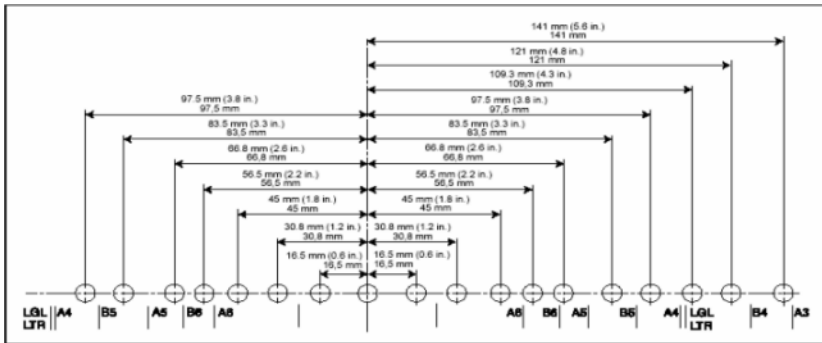 141 mm (5.6 in.)
141 mm
121 mm (4.8 in.)
121 mm
109.3 mm (4.3 in.)
109,3 mm
97.5 mm (3.8 in.) 97.5 mm (3.8 in.)
97,5 mm 97,5 mm
83.5 mm (3.3 in.) 83.5 mm (3.3 in.)
83,5 mm 83,5 mm
66.8 mm (2.6 in.) 66.8 mm (2.6 in.)
66,8 mm 66,8 mm
56.5 mm (2.2 in.) 56.5 mm (2.2 in.)
56,5 mm 56,5 mm
45 mm (1.8 in.) 45 mm (1.8 in.)
45 mm 45 mm
30.8 mm (1.2 in.) 30.8 mm (1.2 in.)
30,8 mm 30,8 mm
16.5 mm (0.6 in.) 16.5 mm (0.6 in.)
16,5 mm 16,5 mm
LGL A4 B5 A5 B6 A6 A6 B6 A5 B5 A4 LGL B4 A3
LTR LTR